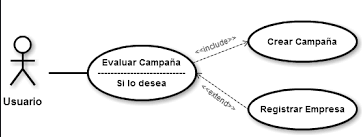 Evaluar Campaña
Si lo desea
<<include>>
Crear Campaña
Usuario
<<extend>>
Registrar Empresa